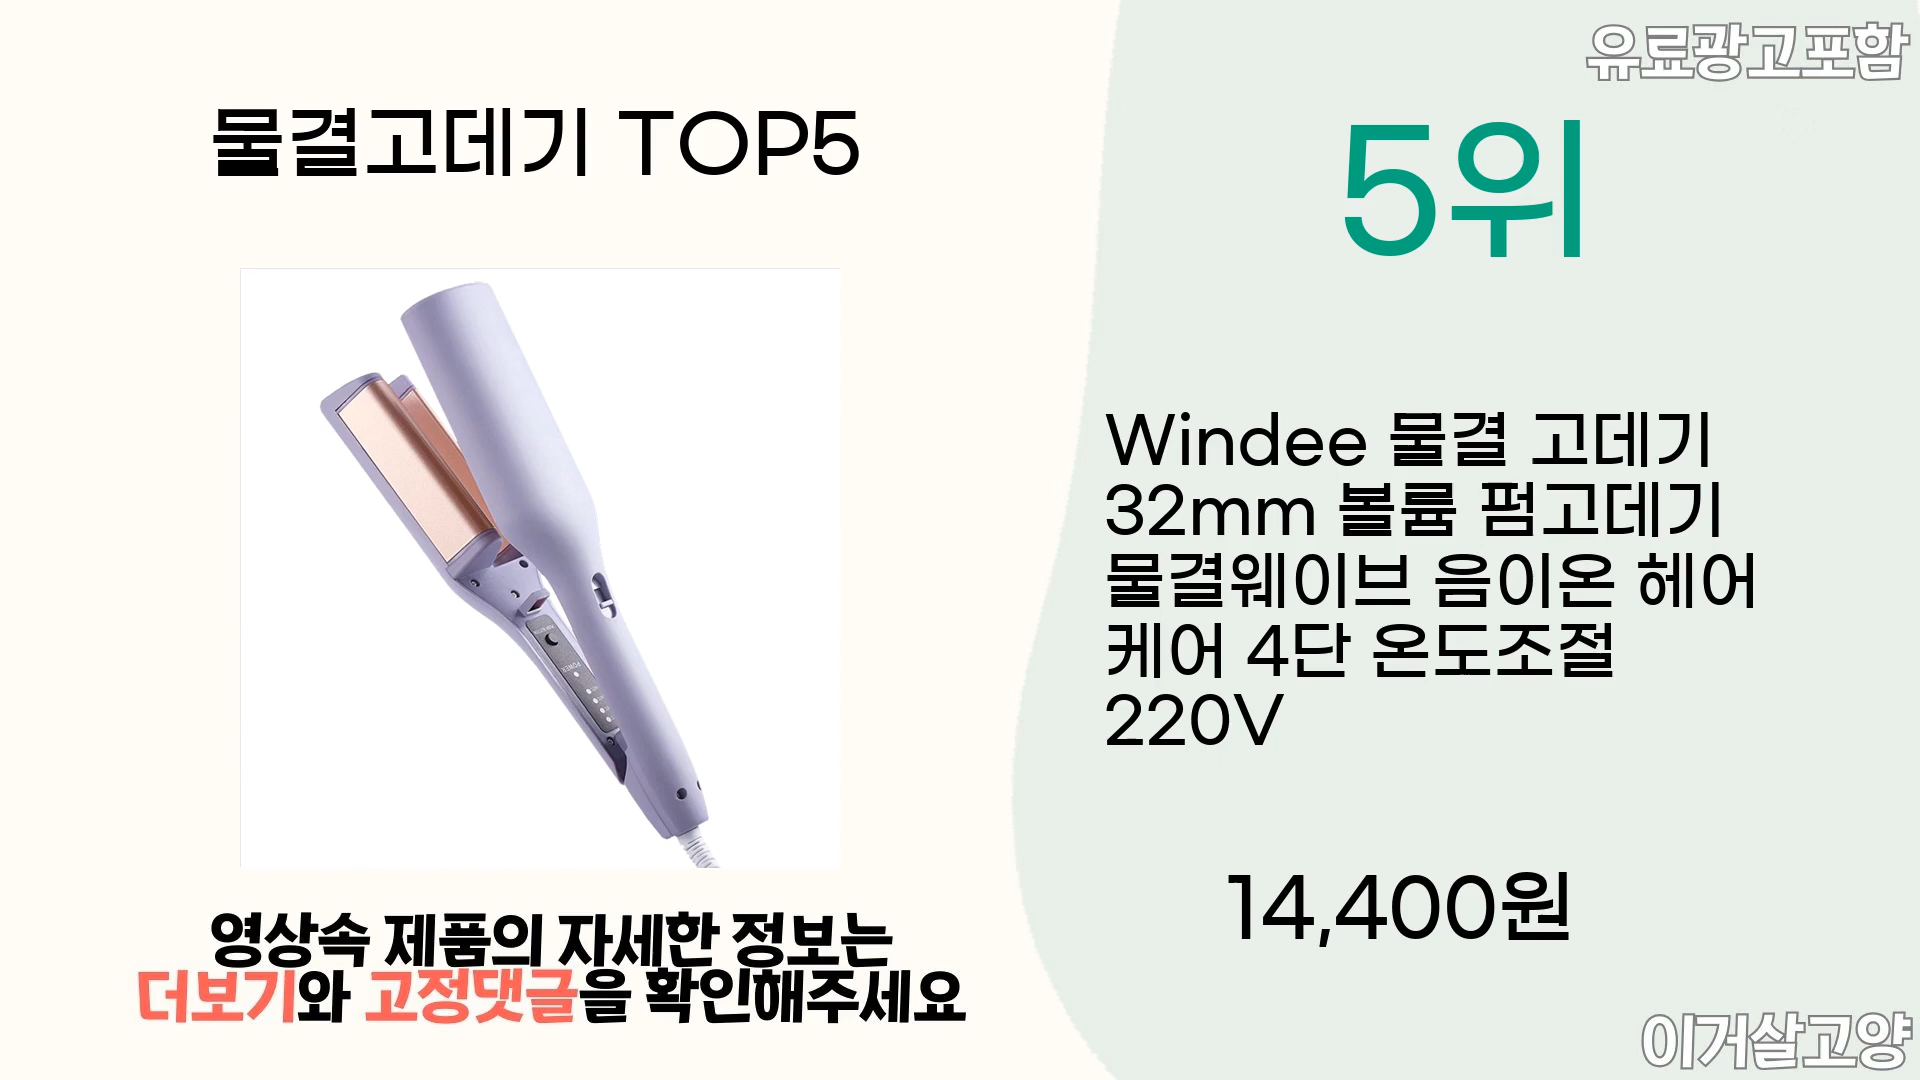 유료광고포함
물결고데기 TOP5
5위
Windee 물결 고데기
32mm 볼륨 펌고데기
물결웨이브 음이온 헤어
케어 4단 온도조절
220V
14,400원
POWER
영상속 제품의 자세한 정보는
더보기와 고정댓글을 확인해주세요
이거살고양